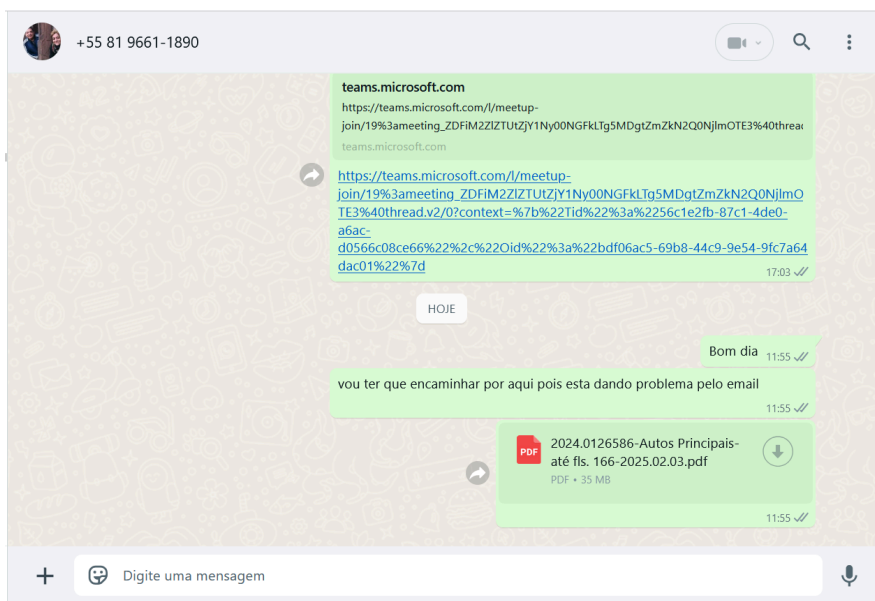 +55 81 9661-1890
teams.microsoft.com
https://teams.microsoft.com/l/meetup-
join/19%3ameeting_ZDFiM2ZlZTUtZjY1Ny00NGFkLTg5MDgtZmZkN2Q0NjlmOTE3%40threac
teams.microsoft.com
https://teams.microsoft.com/l/meetup-
join/19%3ameeting_ZDFiM2ZlZTUtZjY1Ny00NGFkLTg5MDgtZmZkN2Q0NjlmO
TE3%40thread.v2/0?context=%7b%22Tid%22%3a%2256c1e2fb-87c1-4de0-
a6ac-
d0566c08ce66%22%2c%22Oid%22%3a%22bdf06ac5-69b8-44c9-9e54-9fc7a64
dac01%22%7d
17:03
HOJE
Bom dia 11:55
vou ter que encaminhar por aqui pois esta dando problema pelo email
11:55
PDF
2024.0126586-Autos Principais-
até fls. 166-2025.02.03.pdf
PDF • 35 MB
11:55
Digite uma mensagem